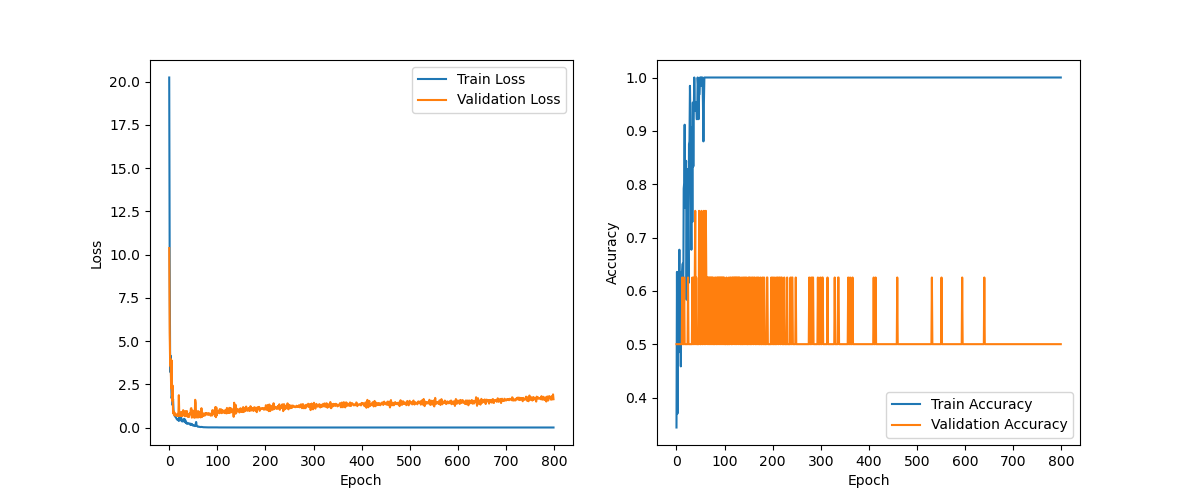 Train Loss
Validation Loss
20.0
17.5
15.0
12.5
10.0
7.5
5.0
2.5
0.0
Loss
0 100 200 300 400 500 600 700 800
Epoch
1.0
0.9
0.8
0.7
0.6
0.5
0.4
Accuracy
Train Accuracy
Validation Accuracy
0 100 200 300 400 500 600 700 800
Epoch